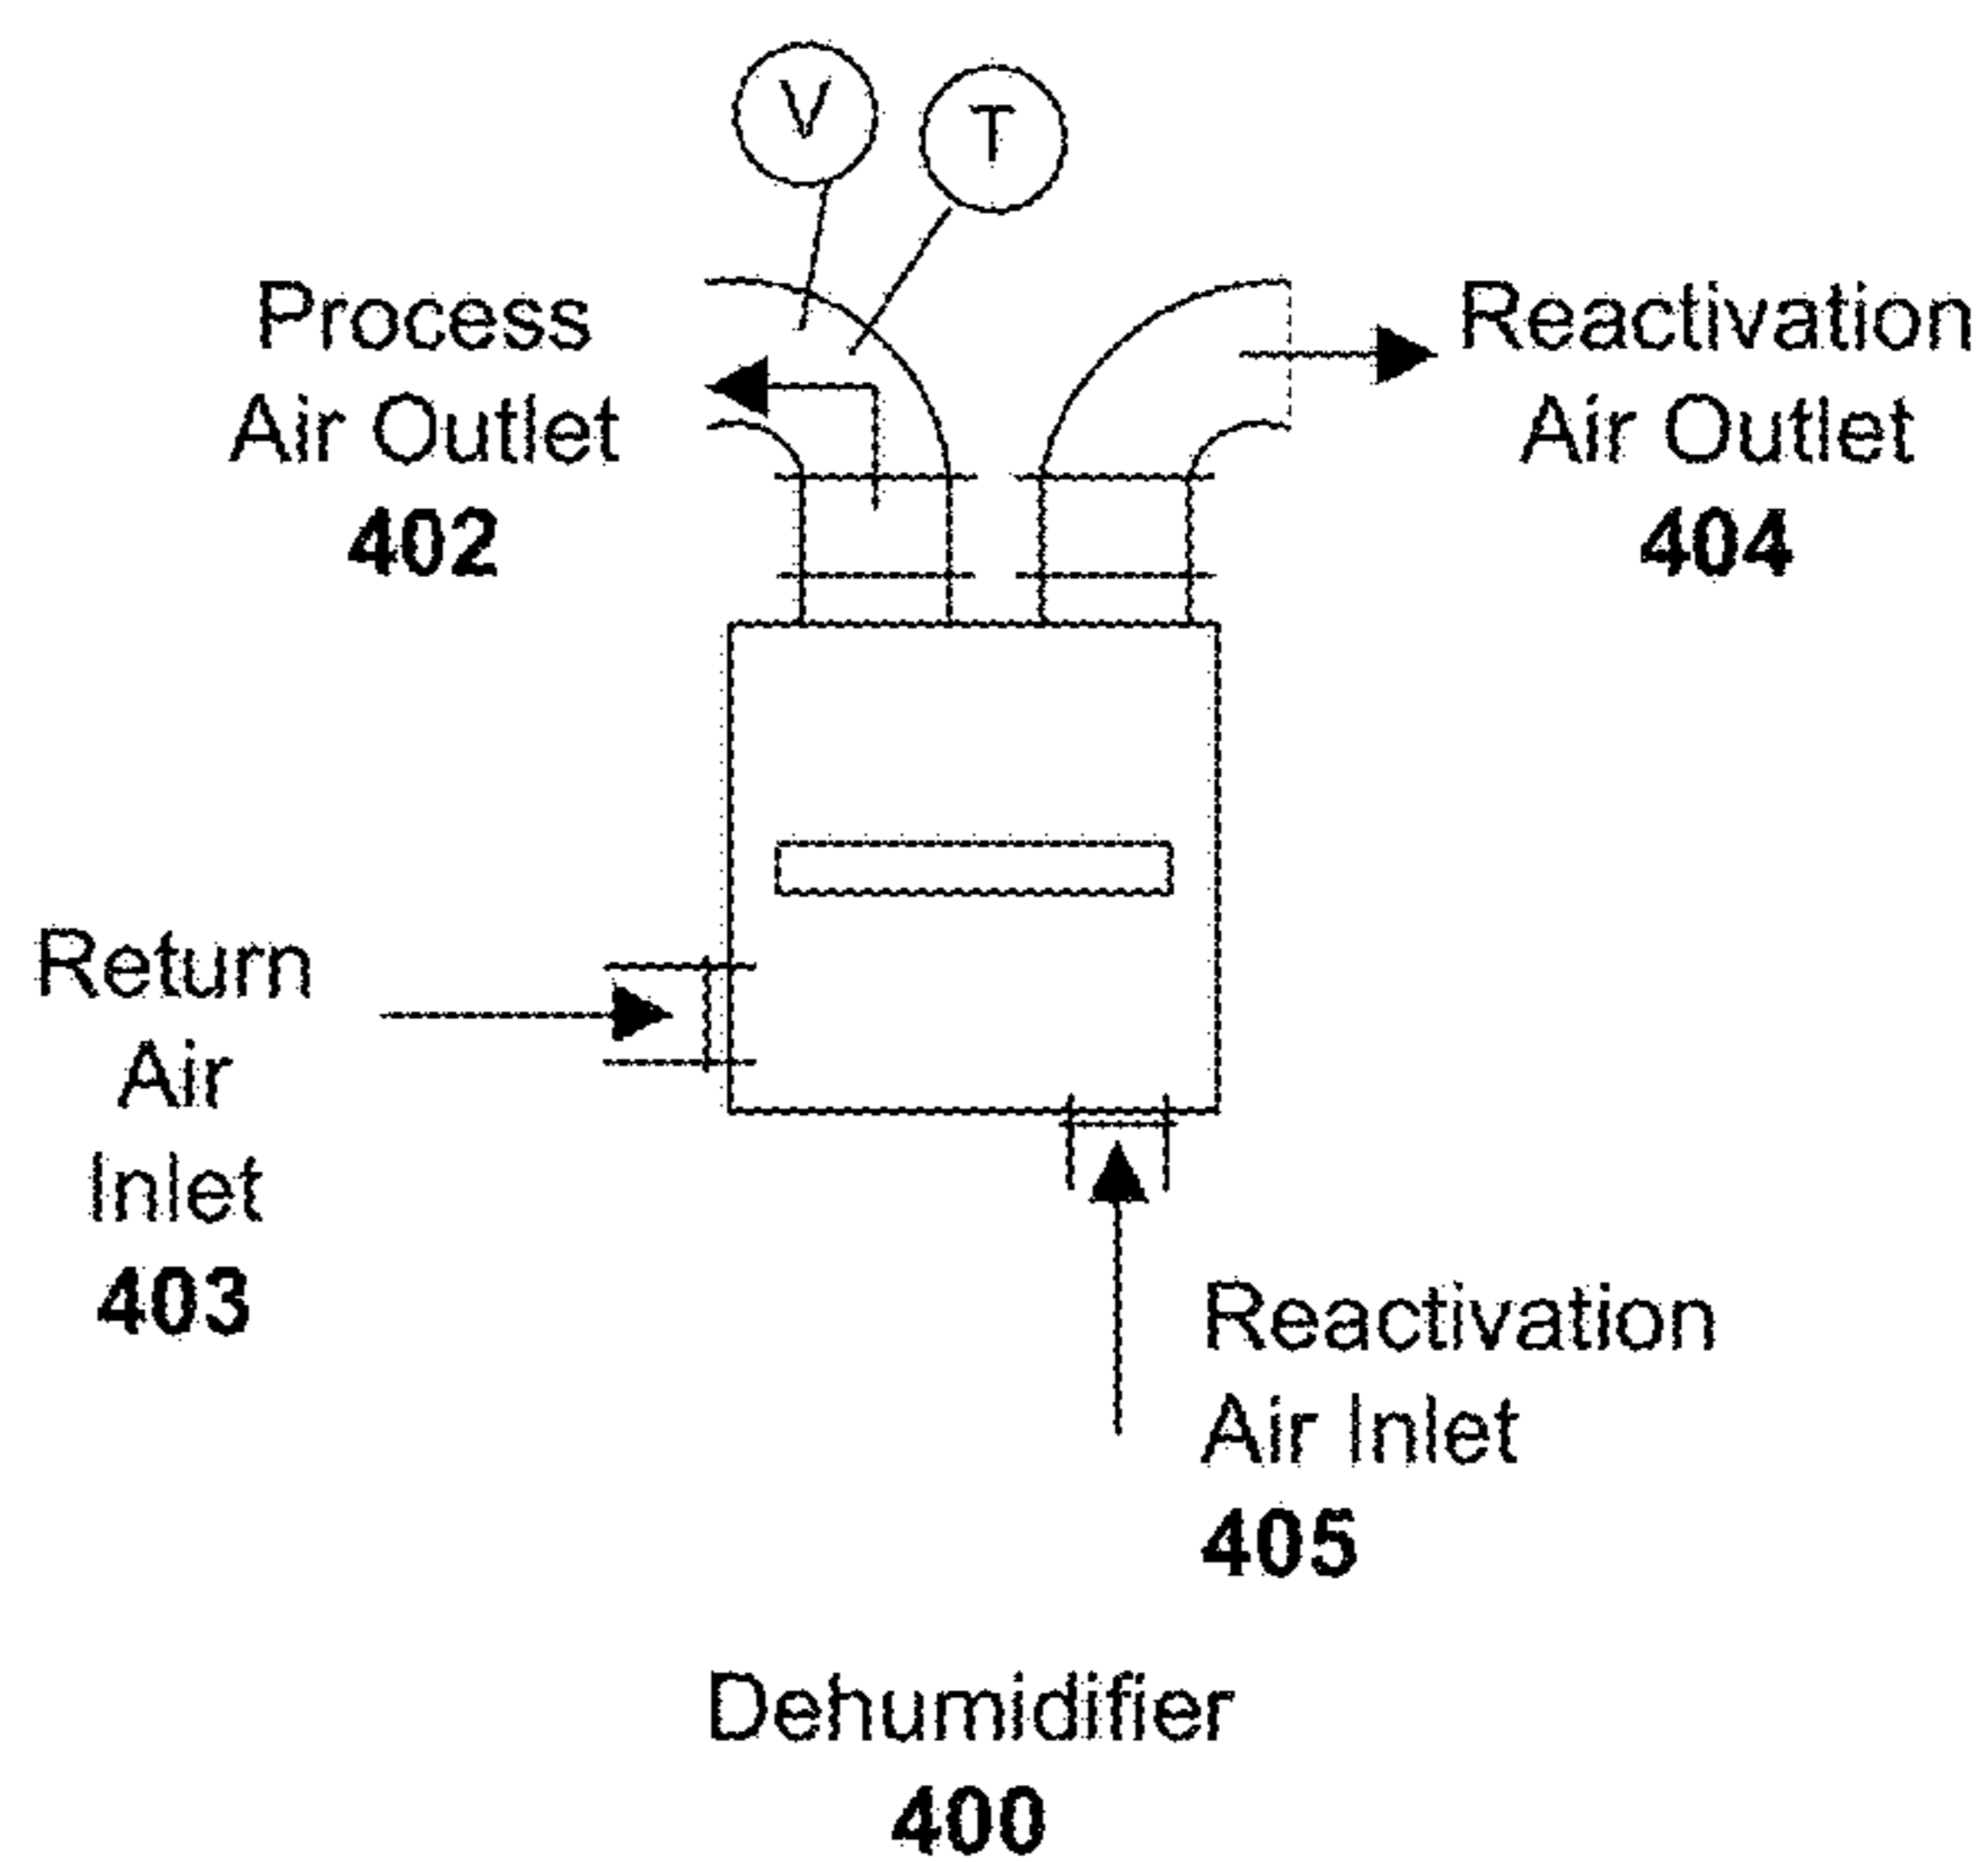 V
T
Process
Air Outlet
402
Reactivation
Air Outlet
404
Return
Air
Inlet
403
Reactivation
Air Inlet
405
Dehumidifier
400